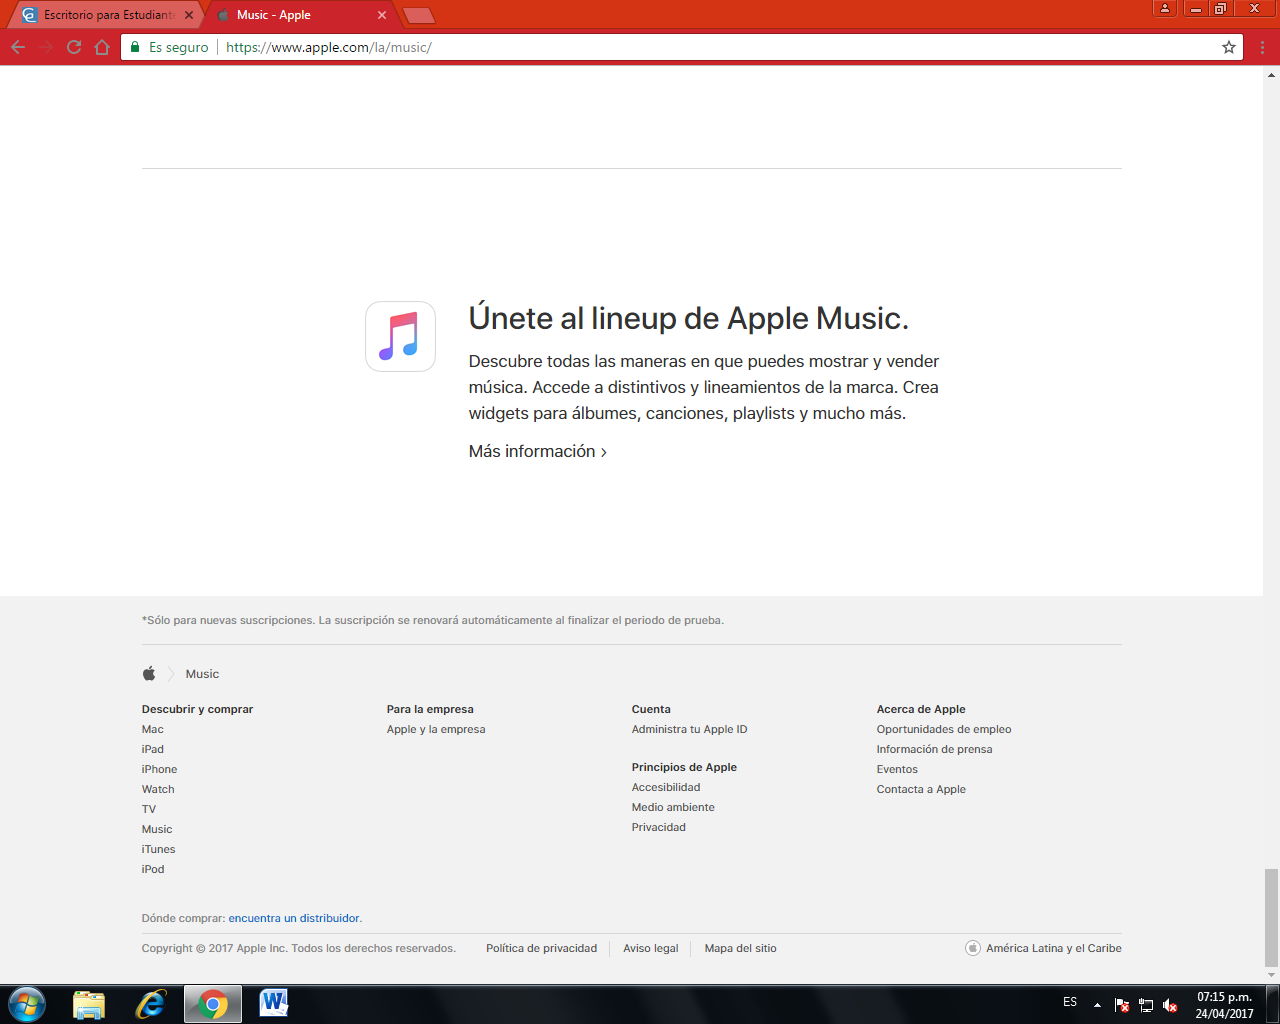 Escritorio para Estudiant
Music - Apple
Es seguro
https://www.apple.com/la/music/
Únete al lineup de Apple Music.
Descubre todas las maneras en que puedes mostrar y vender
música. Accede a distintivos y lineamientos de la marca. Crea
widgets para álbumes, canciones, playlists y mucho más.
Más información >
*Sólo para nuevas suscripciones. La suscripción se renovará automáticamente al finalizar el periodo de prueba.
Music
Descubrir y comprar
Mac
iPad
iPhone
Watch
TV
Music
iTunes
iPod
Para la empresa
Apple y la empresa
Cuenta
Administra tu Apple ID
Principios de Apple
Accesibilidad
Medio ambiente
Privacidad
Acerca de Apple
Oportunidades de empleo
Información de prensa
Eventos
Contacta a Apple
Dónde comprar: encuentra un distribuidor.
Copyright © 2017 Apple Inc. Todos los derechos reservados.
Política de privacidad
Aviso legal
Mapa del sitio
América Latina y el Caribe
ES
07:15 p.m.
24/04/2017